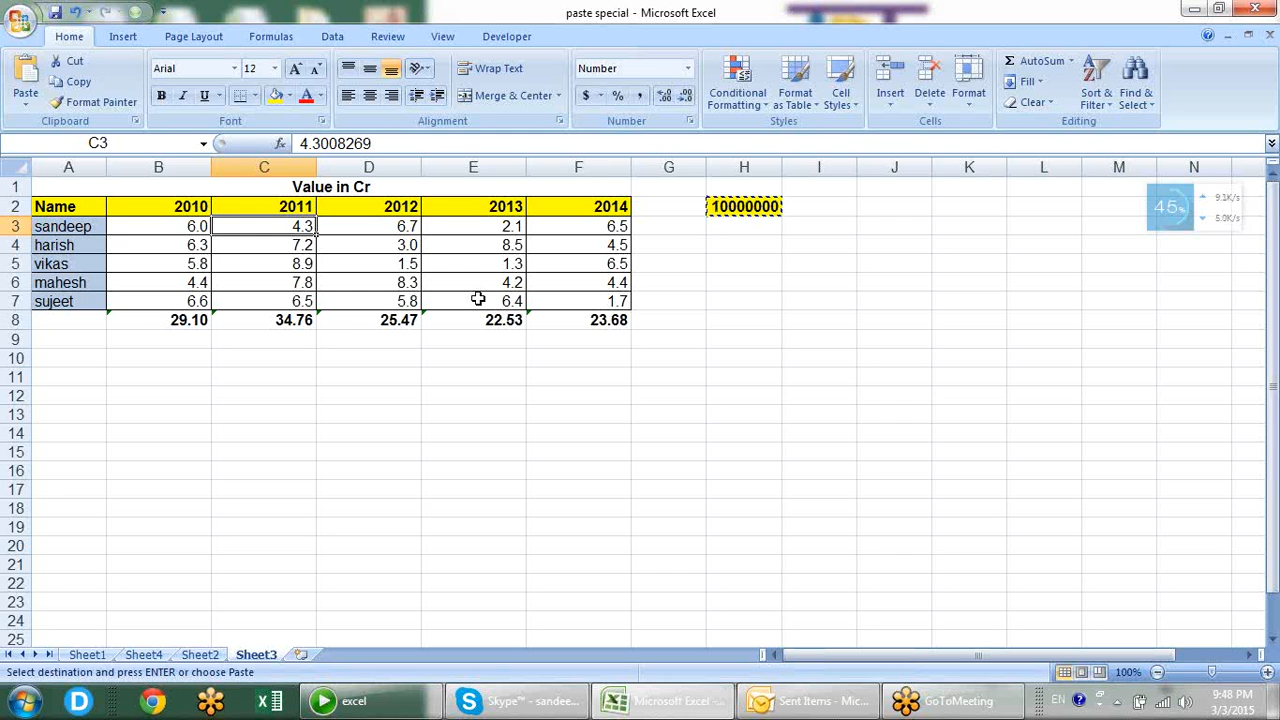 paste special - Microsoft Excel
Home Insert Page Layout Formulas Data Review View Developer
Paste Cut Copy Format Painter Clipboard
Arial 12 B I U A A A Font
Wrap Text Merge & Center Alignment
Number $ % , Number
Conditional Formatting Format as Table Cell Styles Styles
Insert Delete Format Cells
Σ AutoSum Fill Clear Sort & Filter Find & Select Editing
C3 fx 4.3008269
A B C D E F G H I J K L M N
1 Value in Cr
2 Name 2010 2011 2012 2013 2014 10000000
3 sandeep 6.0 4.3 6.7 2.1 6.5
4 harish 6.3 7.2 3.0 8.5 4.5
5 vikas 5.8 8.9 1.5 1.3 6.5
6 mahesh 4.4 7.8 8.3 4.2 4.4
7 sujeet 6.6 6.5 5.8 6.4 1.7
8 29.10 34.76 25.47 22.53 23.68
9
10
11
12
13
14
15
16
17
18
19
20
21
22
23
24
25
45%
9.1K/s
5.0K/s
Sheet1 Sheet4 Sheet2 Sheet3
Select destination and press ENTER or choose Paste 100%
D excel Skype™ - sandee... Microsoft Excel -... Sent Items - Mic... GoToMeeting EN 9:48 PM
3/3/2015